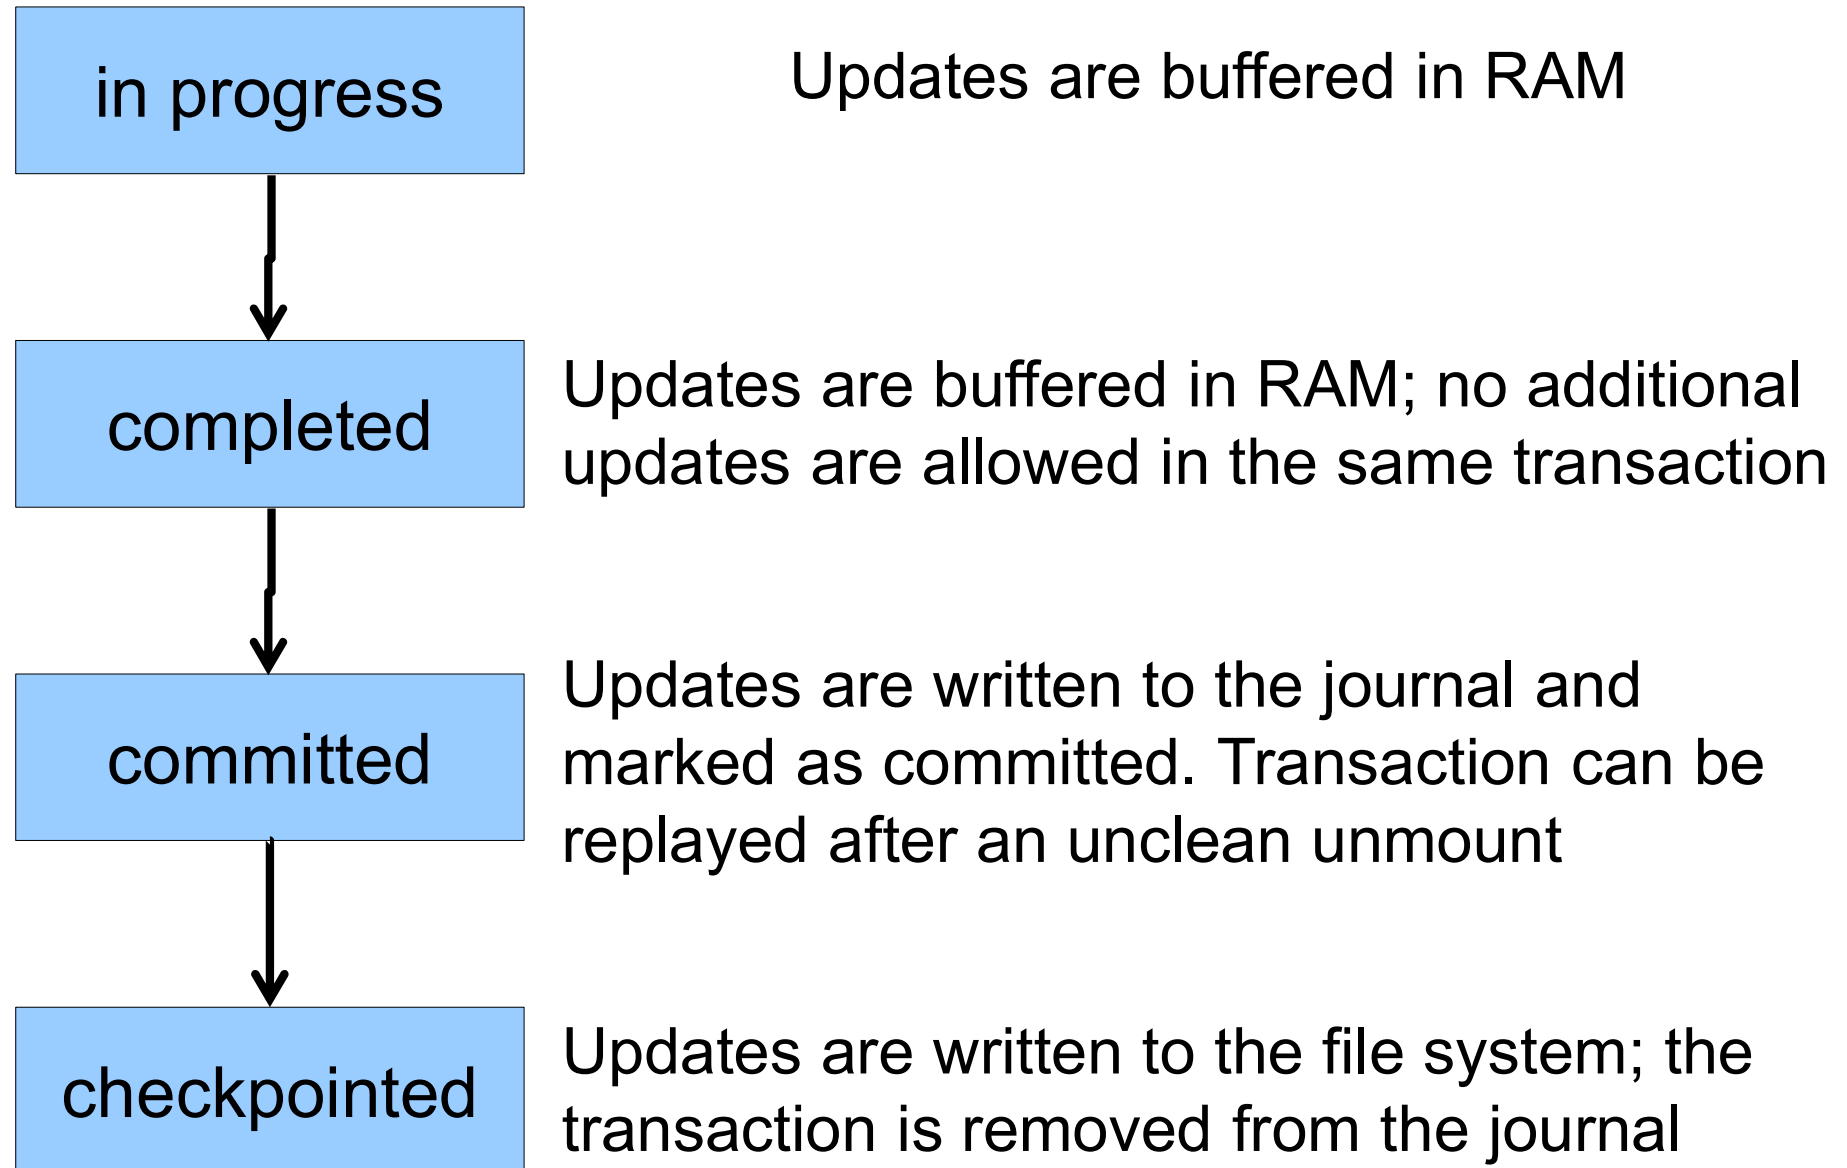 in progress
Updates are buffered in RAM
completed
Updates are buffered in RAM; no additional
updates are allowed in the same transaction
committed
Updates are written to the journal and
marked as committed. Transaction can be
replayed after an unclean unmount
checkpointed
Updates are written to the file system; the
transaction is removed from the journal